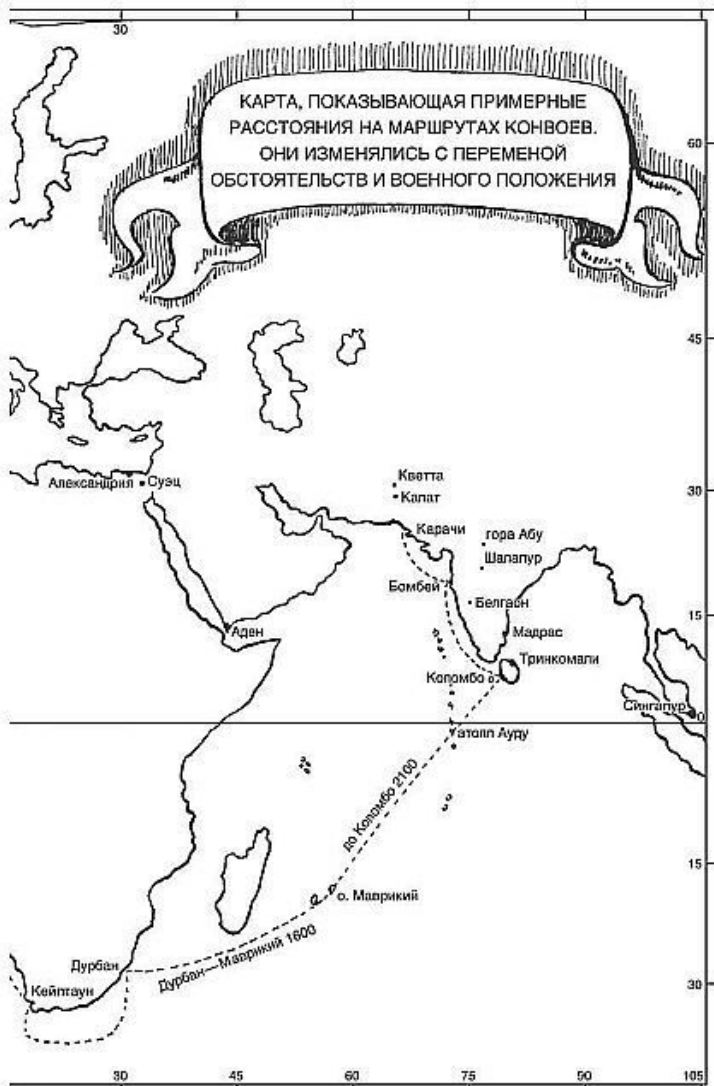 30
КАРТА, ПОКАЗЫВАЮЩАЯ ПРИМЕРНЫЕ
РАССТОЯНИЯ НА МАРШРУТАХ КОНВОЕВ.
ОНИ ИЗМЕНЯЛИСЬ С ПЕРЕМЕНОЙ
ОБСТОЯТЕЛЬСТВ И ВОЕННОГО ПОЛОЖЕНИЯ
60
45
Кветта
Калат
Александрия
Суэц
30
Карачи
гора Абу
Шалапур
Бомбей
Белгаон
15
Аден
Мадрас
Тринкомали
Коломбо
Сингапур
0
атолл Ауду
до Коломбо 2100
15
о. Маврикий
Дурбан—Маврикий 1600
Дурбан
Кейптаун
30
30
45
60
75
90
105